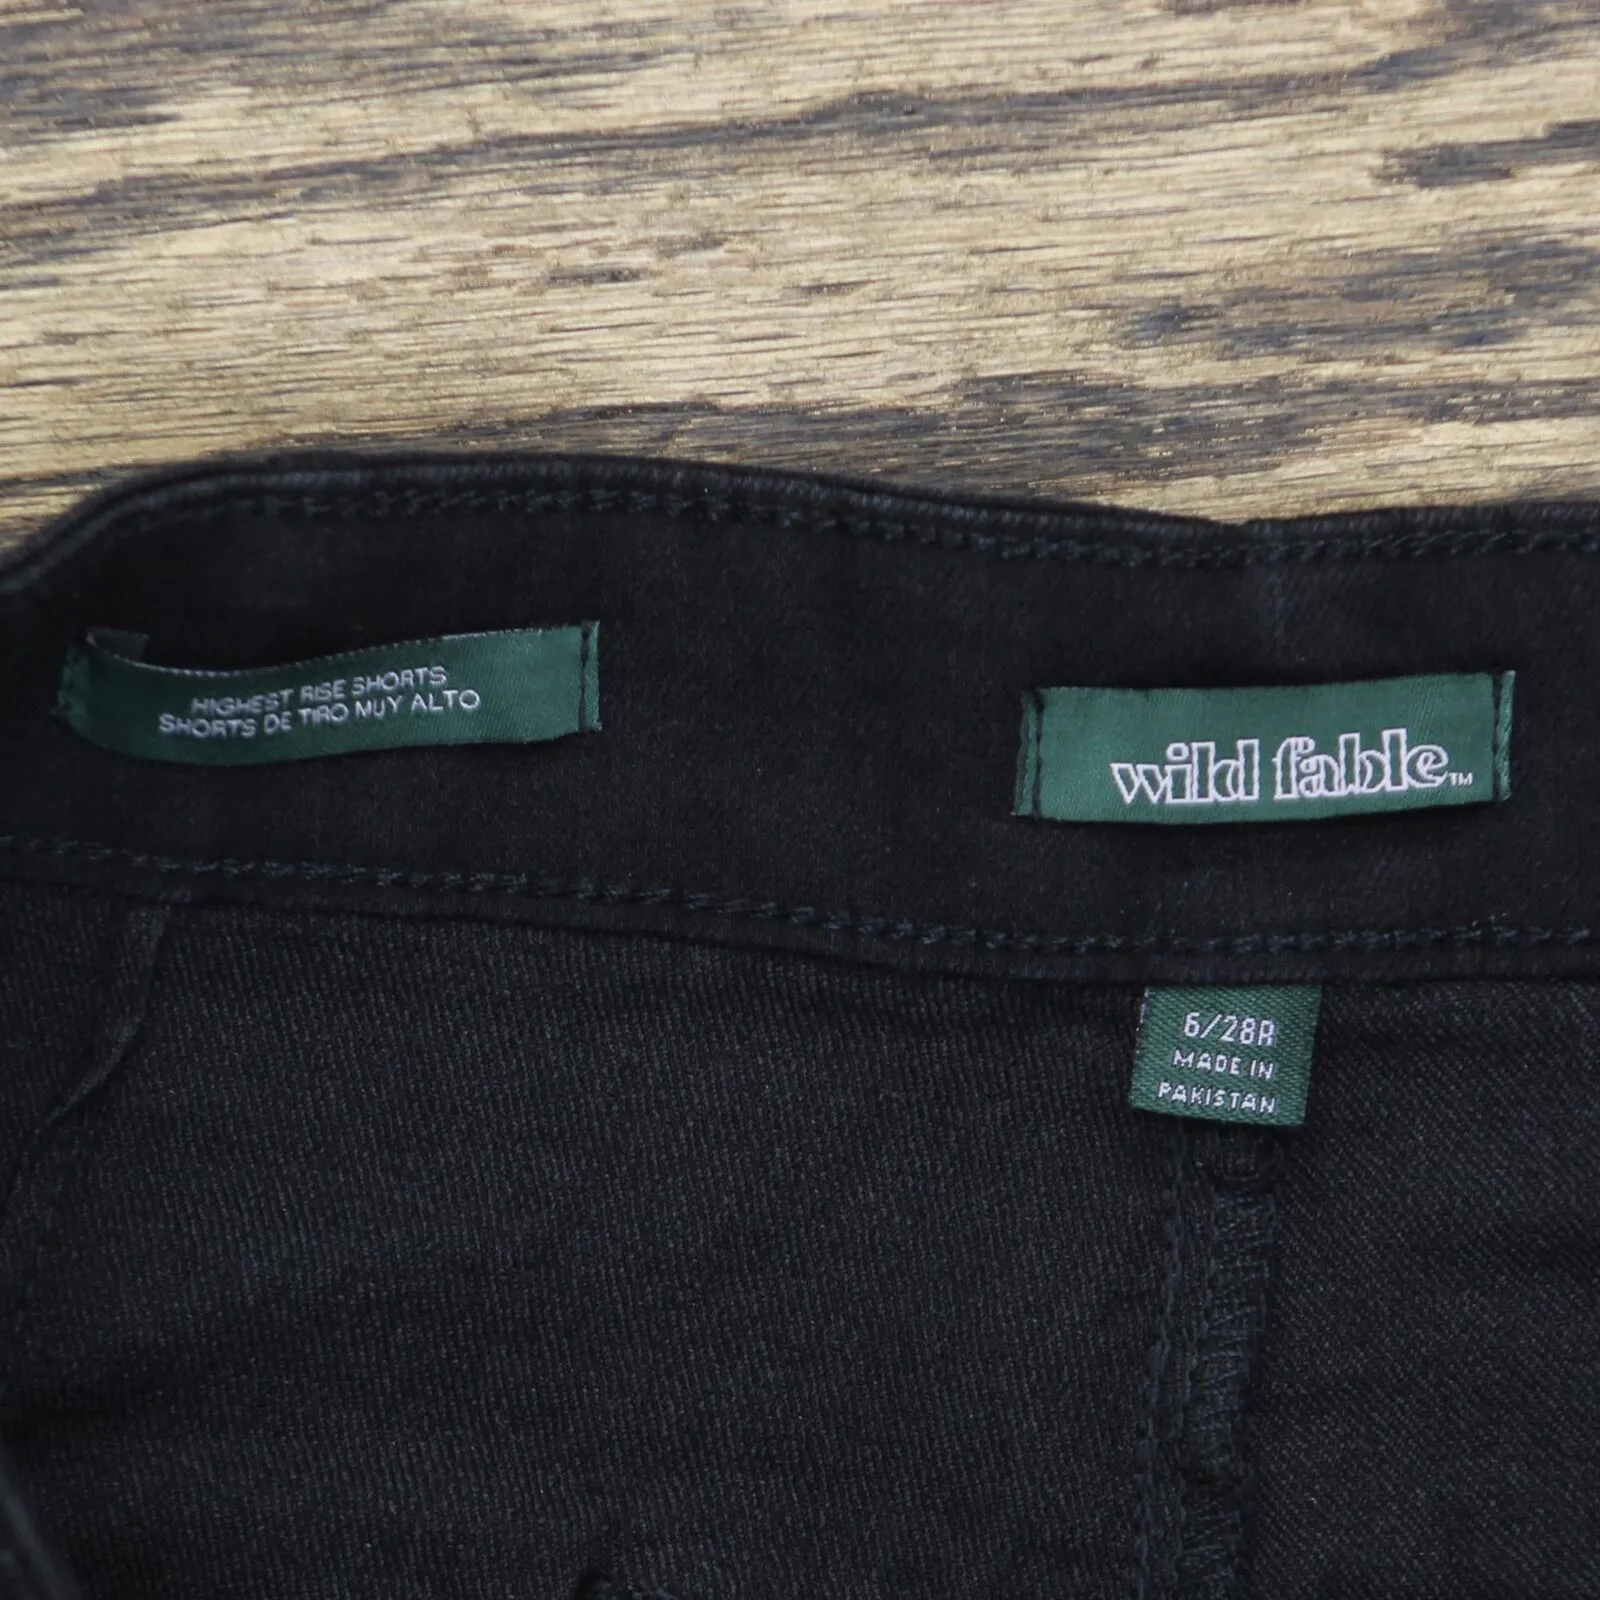 HIGHEST RISE SHORTS
SHORTS DE TIRO MUY ALTO
wild fable™
6/28R
MADE IN
PAKISTAN